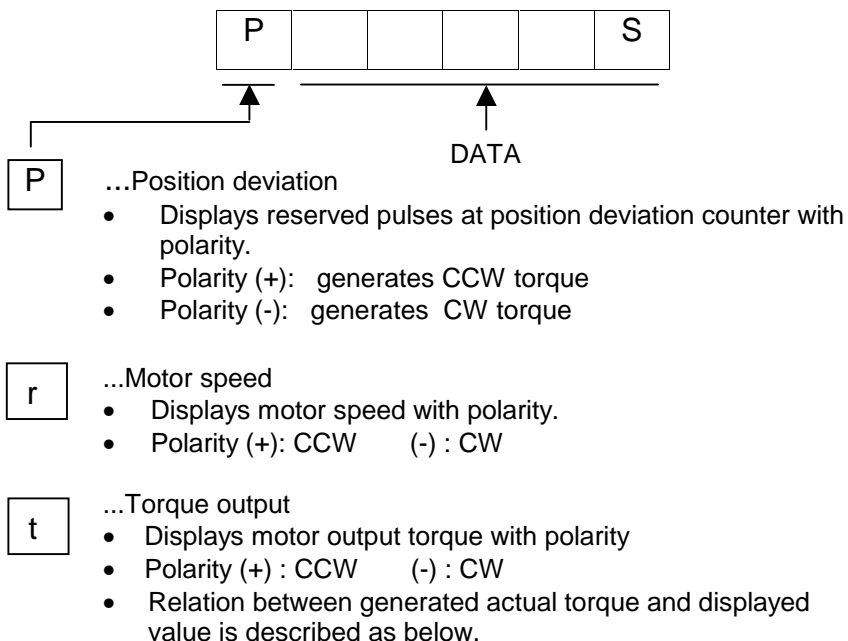 P S
DATA
P ...Position deviation
• Displays reserved pulses at position deviation counter with
polarity.
• Polarity (+): generates CCW torque
• Polarity (-): generates CW torque
r ...Motor speed
• Displays motor speed with polarity.
• Polarity (+): CCW (-) : CW
t ...Torque output
• Displays motor output torque with polarity
• Polarity (+) : CCW (-) : CW
• Relation between generated actual torque and displayed
value is described as below.